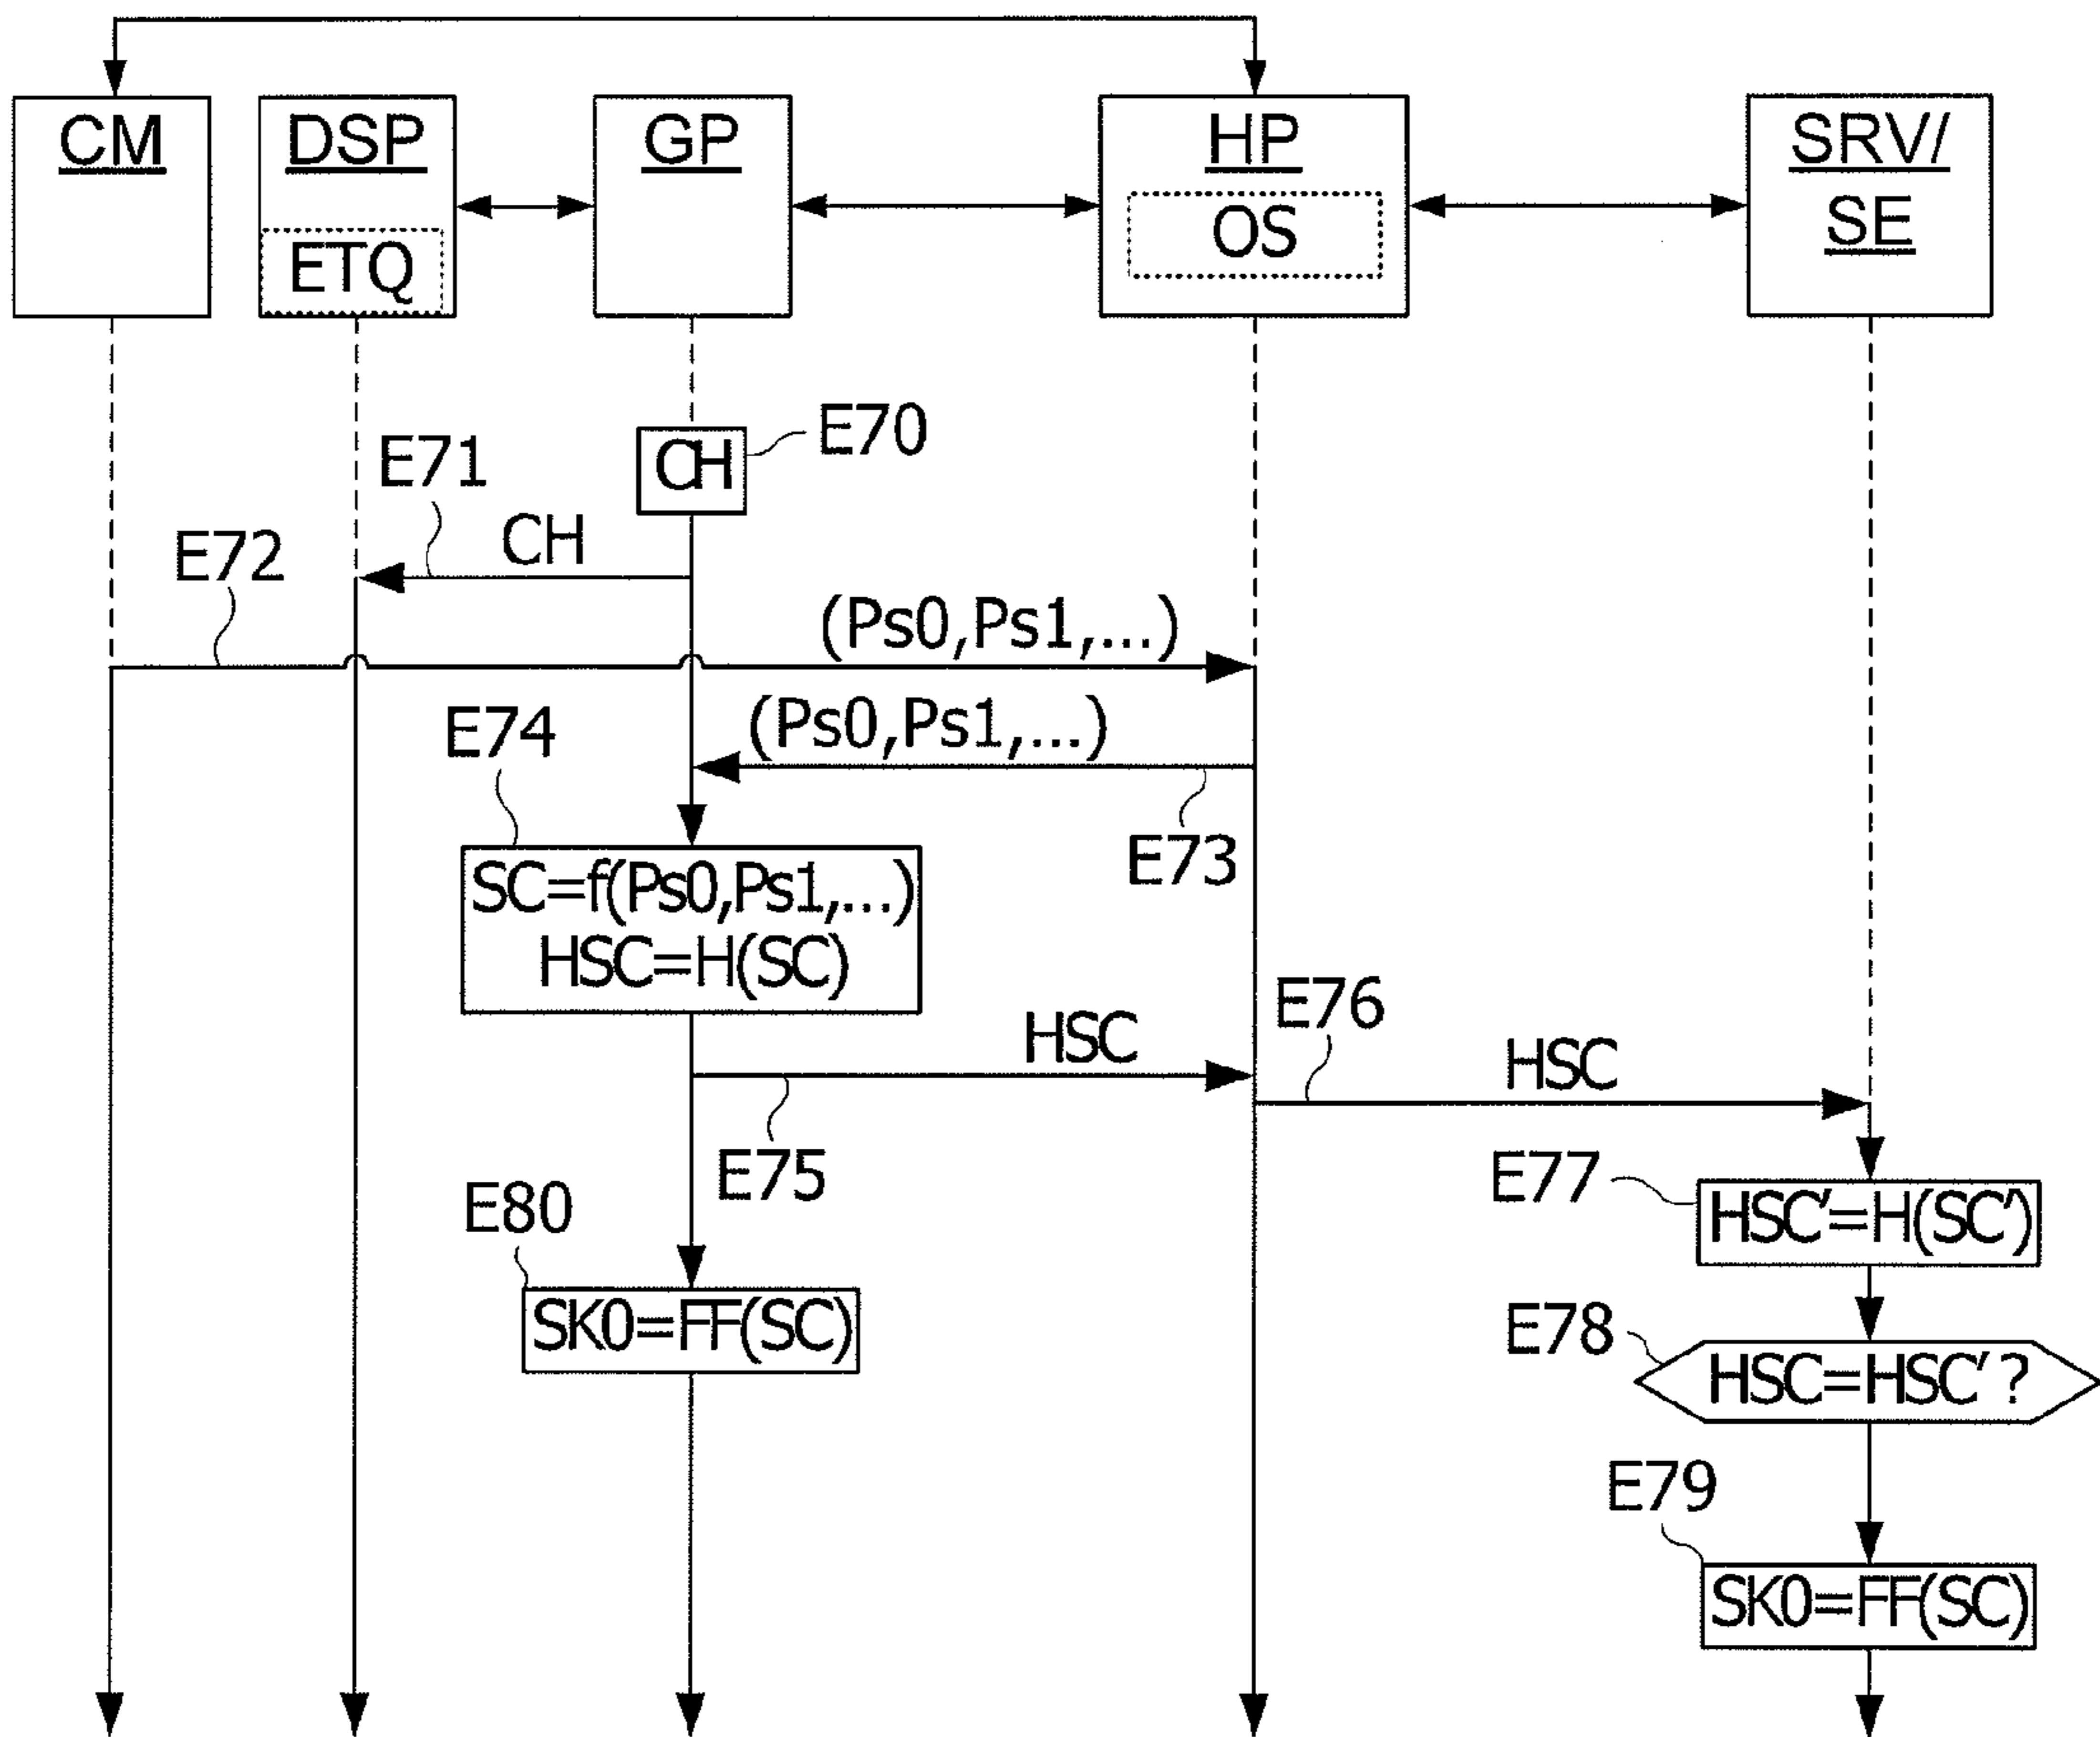 CM
DSP
ETQ
GP
HP
OS
SRV/
SE
E70
CH
E71
CH
E72
(Ps0,Ps1,...)
(Ps0,Ps1,...)
E73
E74
SC=f(Ps0,Ps1,...)
HSC=H(SC)
HSC
E75
E76
HSC
E77
HSC'=H(SC')
E80
SK0=FF(SC)
E78
HSC=HSC'?
E79
SK0=FF(SC)